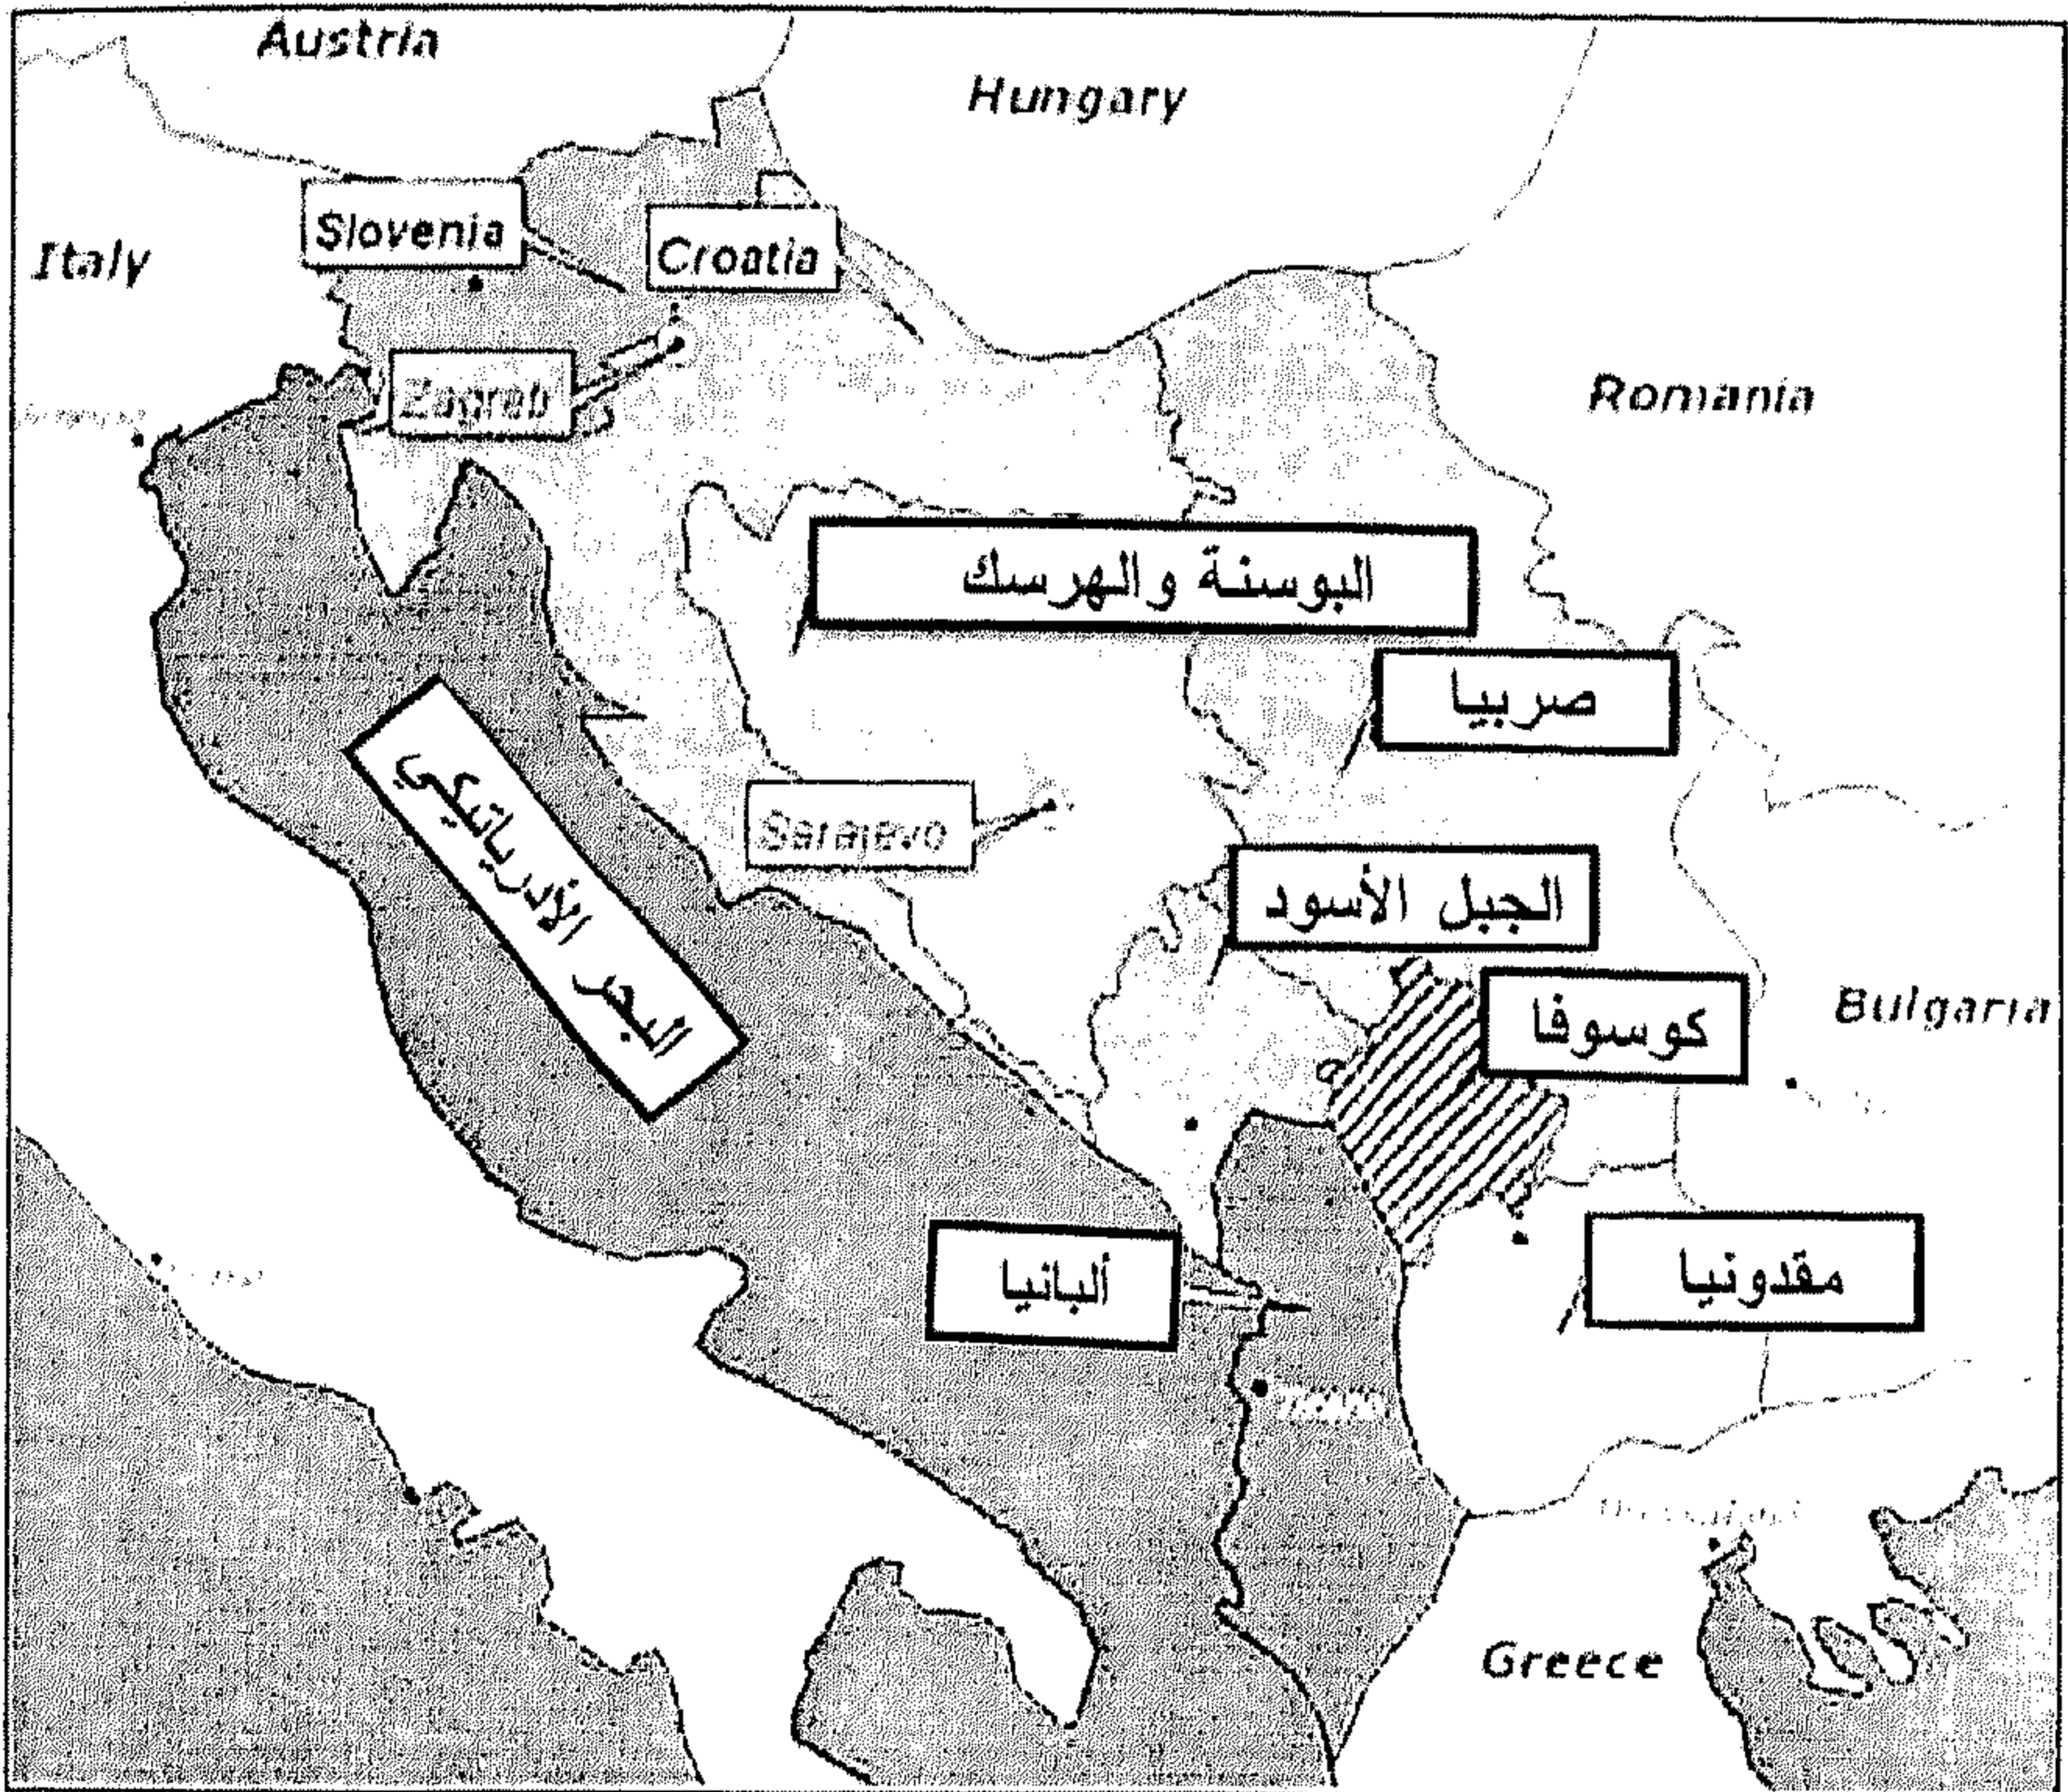 Austria
Hungary
Slovenia
Croatia
Italy
Zagreb
Romania
البوسنة والهرسك
صربيا
البحر الأدرياتيكي
Sarajevo
الجبل الأسود
كوسوفا
Bulgaria
ألبانيا
مقدونيا
Greece